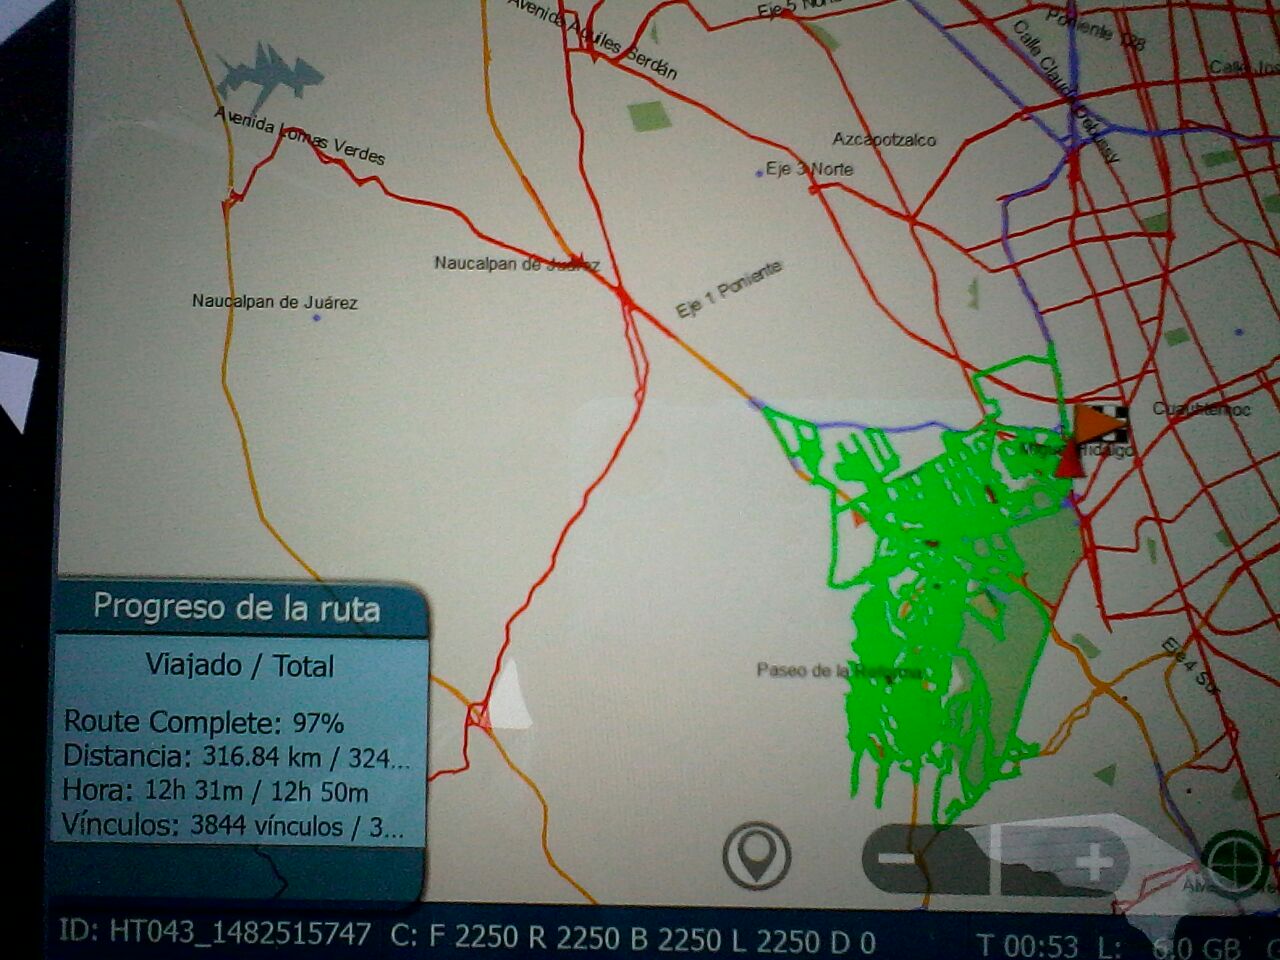 Avenida Aquiles Serdán
Eje 5 Norte
Poniente 128
Calle Claudio Debussy
Avenida Lomas Verdes
Azcapotzalco
Eje 3 Norte
Naucalpan de Juárez
Naucalpan de Juárez
Eje 1 Poniente
Cuauhtémoc
Miguel Hidalgo
Paseo de la Reforma
Eje 4 Sur
Progreso de la ruta
Viajado / Total
Route Complete: 97%
Distancia: 316.84 km / 324...
Hora: 12h 31m / 12h 50m
Vínculos: 3844 vínculos / 3...
ID: HT043_1482515747 C: F 2250 R 2250 B 2250 L 2250 D 0 T 00:53 L: 6.0 GB